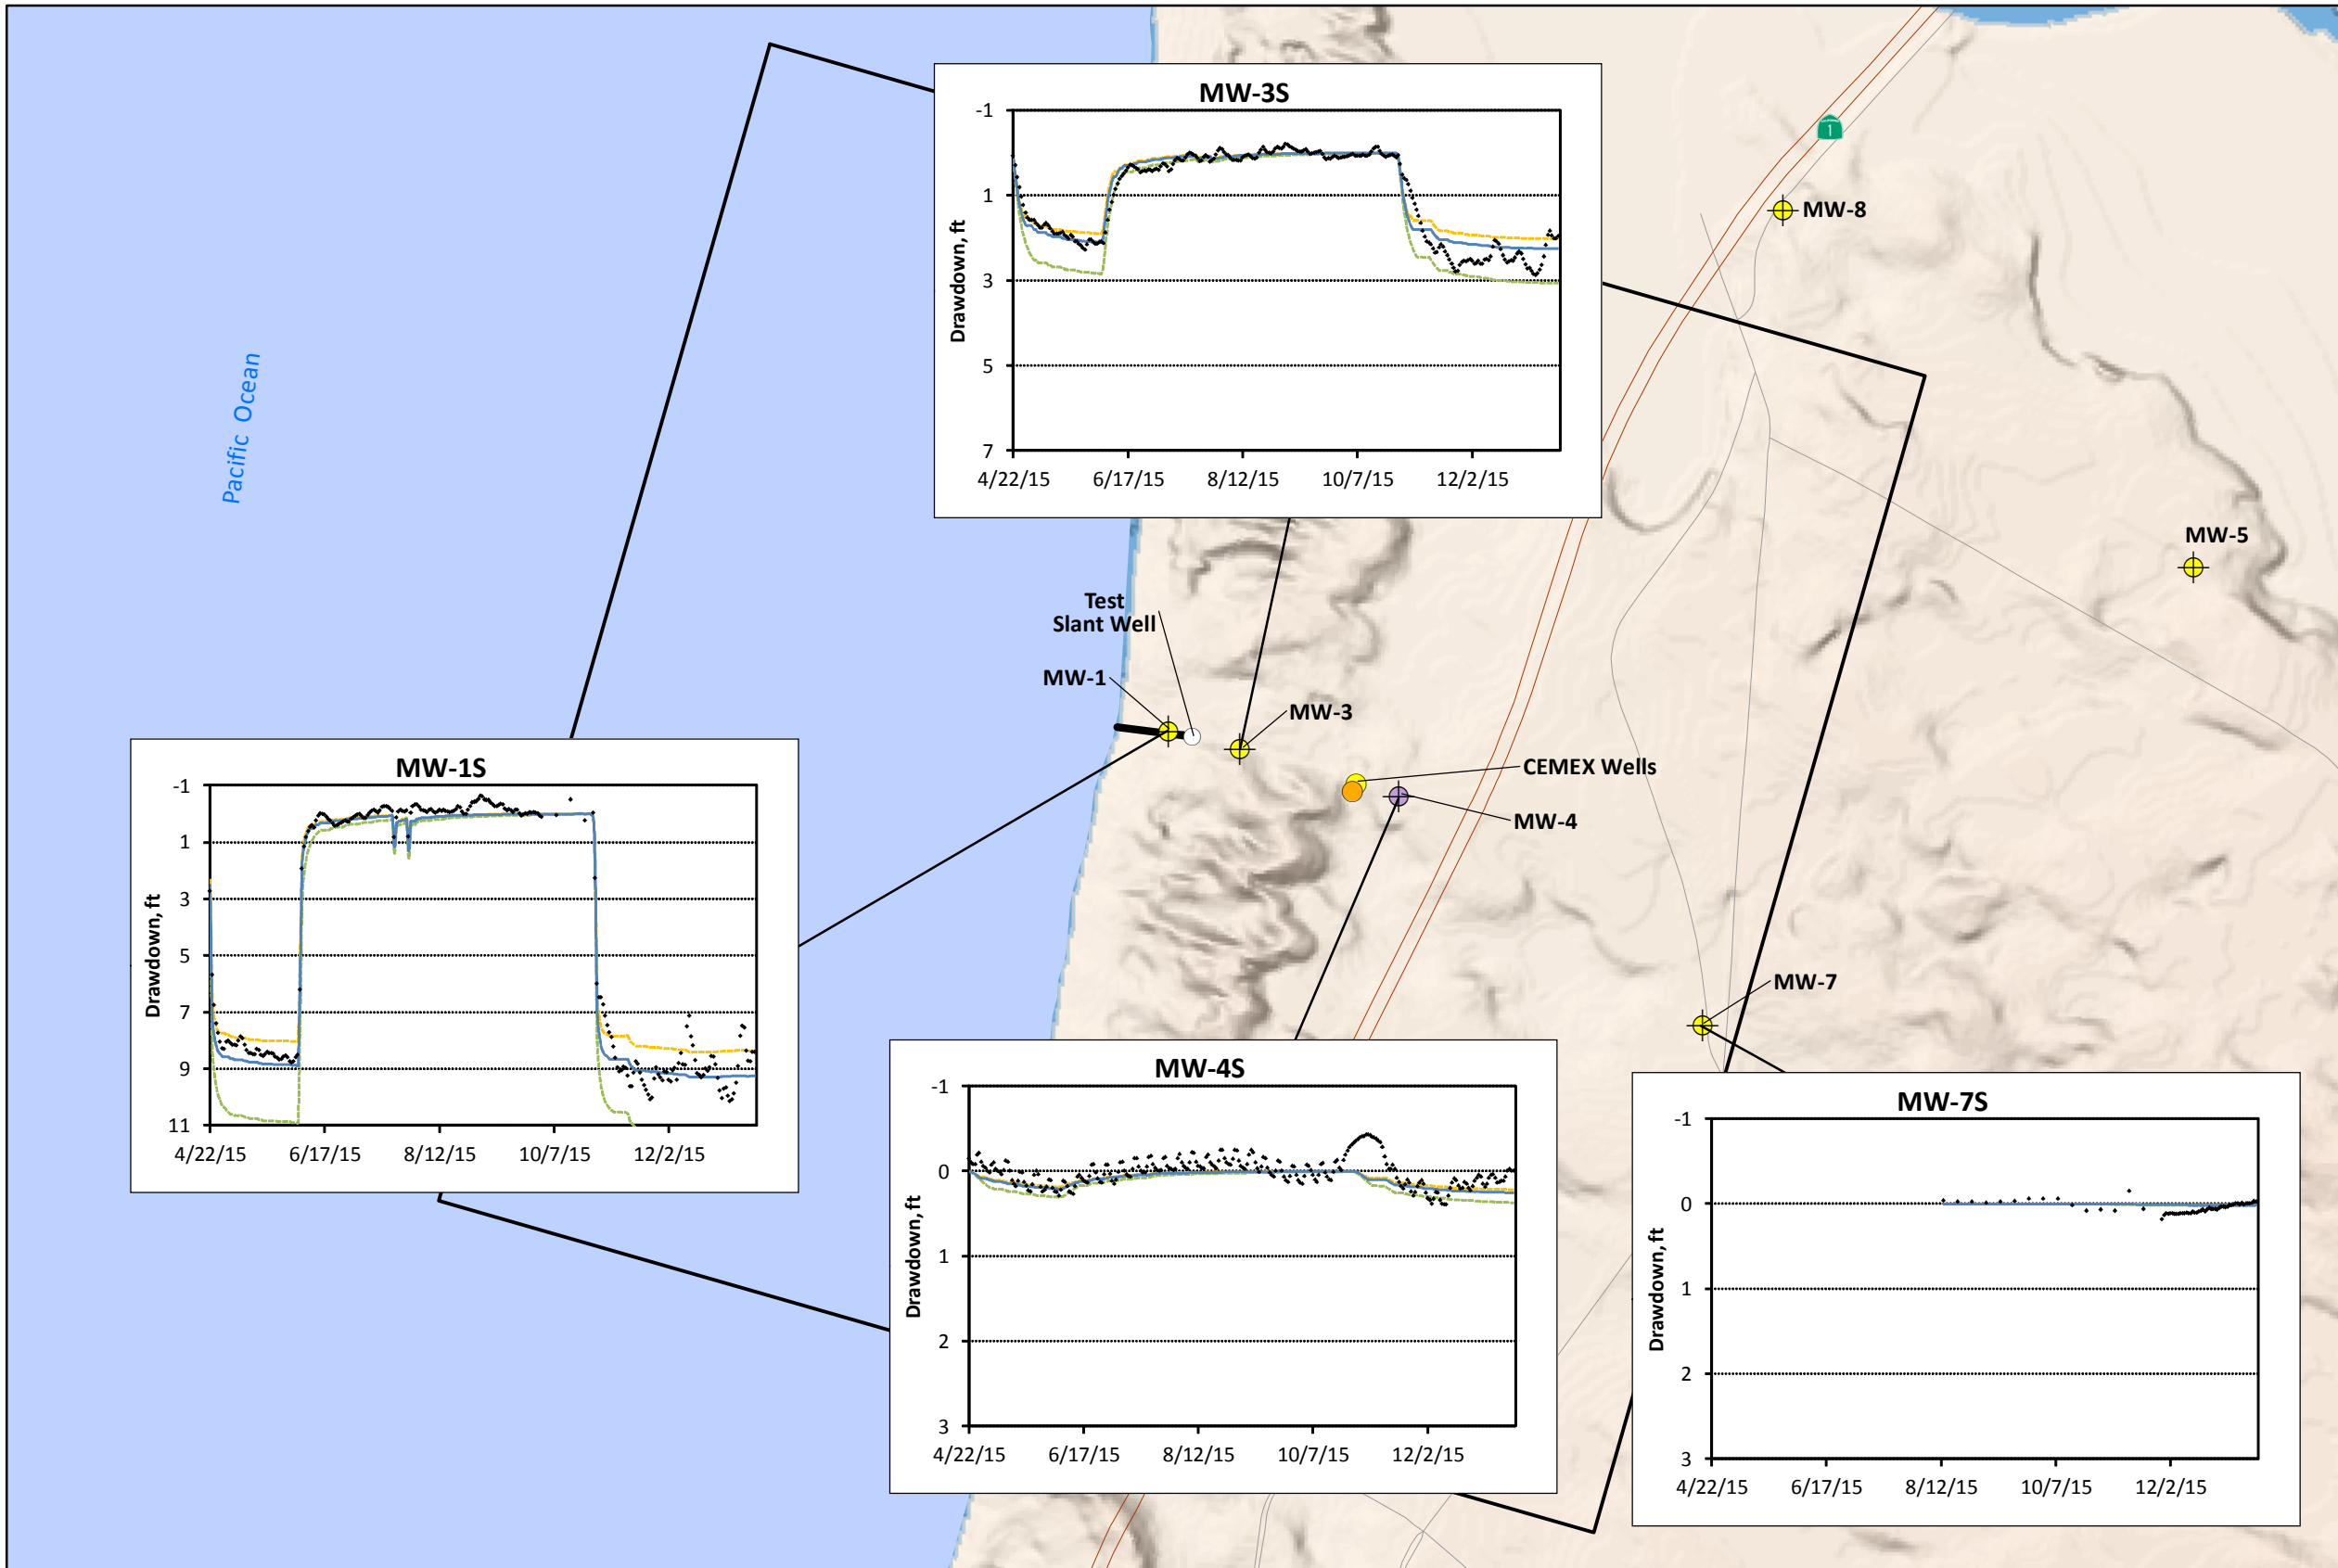 MW-3S
-1
1
3
5
7
Drawdown, ft
4/22/15 6/17/15 8/12/15 10/7/15 12/2/15
1
MW-8
MW-5
Pacific Ocean
Test
Slant Well
MW-1
MW-3
CEMEX Wells
MW-4
MW-7
MW-1S
-1
1
3
5
7
9
11
Drawdown, ft
4/22/15 6/17/15 8/12/15 10/7/15 12/2/15
MW-4S
-1
0
1
2
3
Drawdown, ft
4/22/15 6/17/15 8/12/15 10/7/15 12/2/15
MW-7S
-1
0
1
2
3
Drawdown, ft
4/22/15 6/17/15 8/12/15 10/7/15 12/2/15